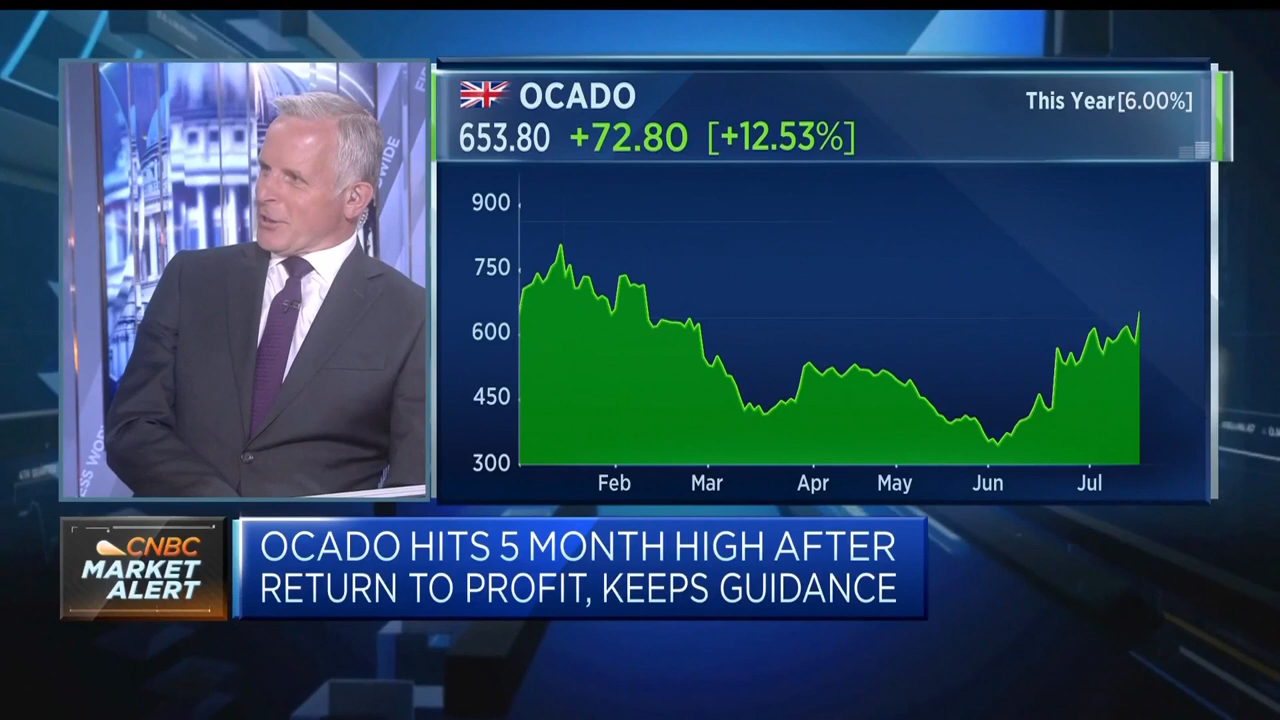 OCADO
This Year[6.00%]
653.80 +72.80 [+12.53%]
900
750
600
450
300
Feb Mar Apr May Jun Jul
CNBC
MARKET
ALERT
OCADO HITS 5 MONTH HIGH AFTER
RETURN TO PROFIT, KEEPS GUIDANCE